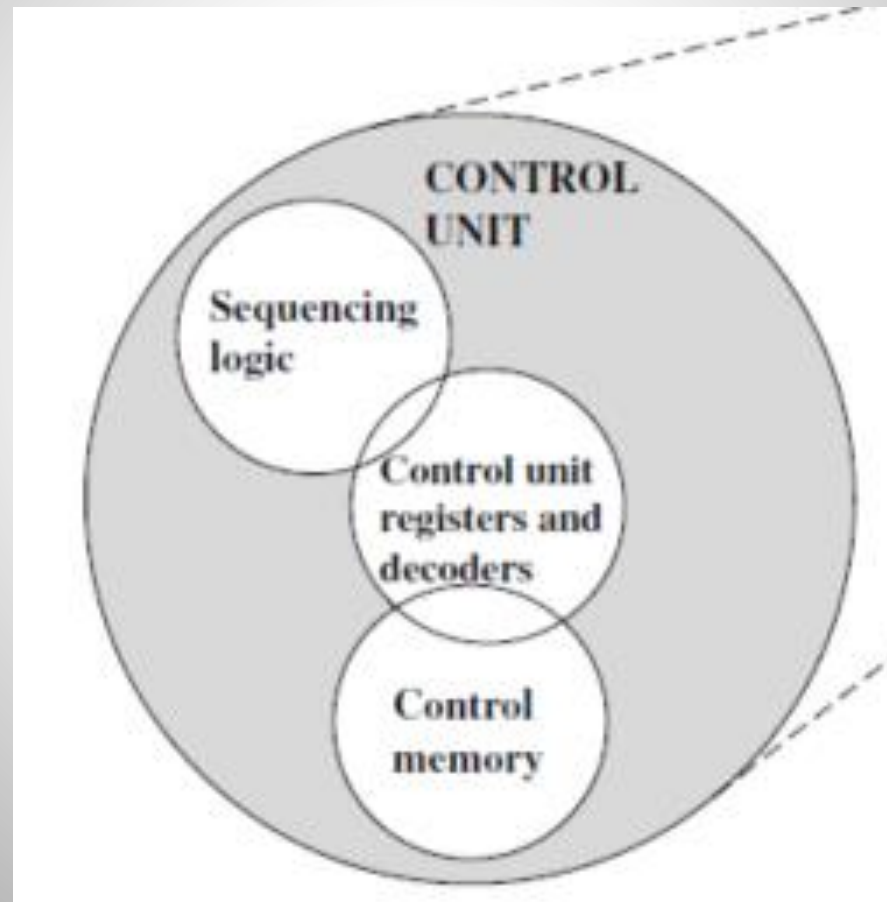 CONTROL
UNIT
Sequencing
logic
Control unit
registers and
decoders
Control
memory